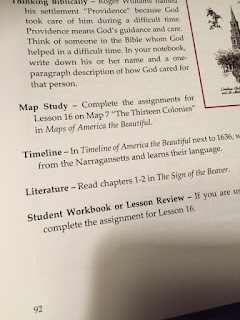 Thinking Biblically – Roger Williams named
his settlement "Providence" because God
took care of him during a difficult time.
Providence means God's guidance and care.
Think of someone in the Bible whom God
helped in a difficult time. In your notebook,
write down his or her name and a one-
paragraph description of how God cared for
that person.
Map Study – Complete the assignments for
Lesson 16 on Map 7 "The Thirteen Colonies"
in Maps of America the Beautiful.
Timeline – In Timeline of America the Beautiful next to 1636, w
from the Narragansetts and learns their language.
Literature – Read chapters 1-2 in The Sign of the Beaver.
Student Workbook or Lesson Review – If you are us
complete the assignment for Lesson 16.
92